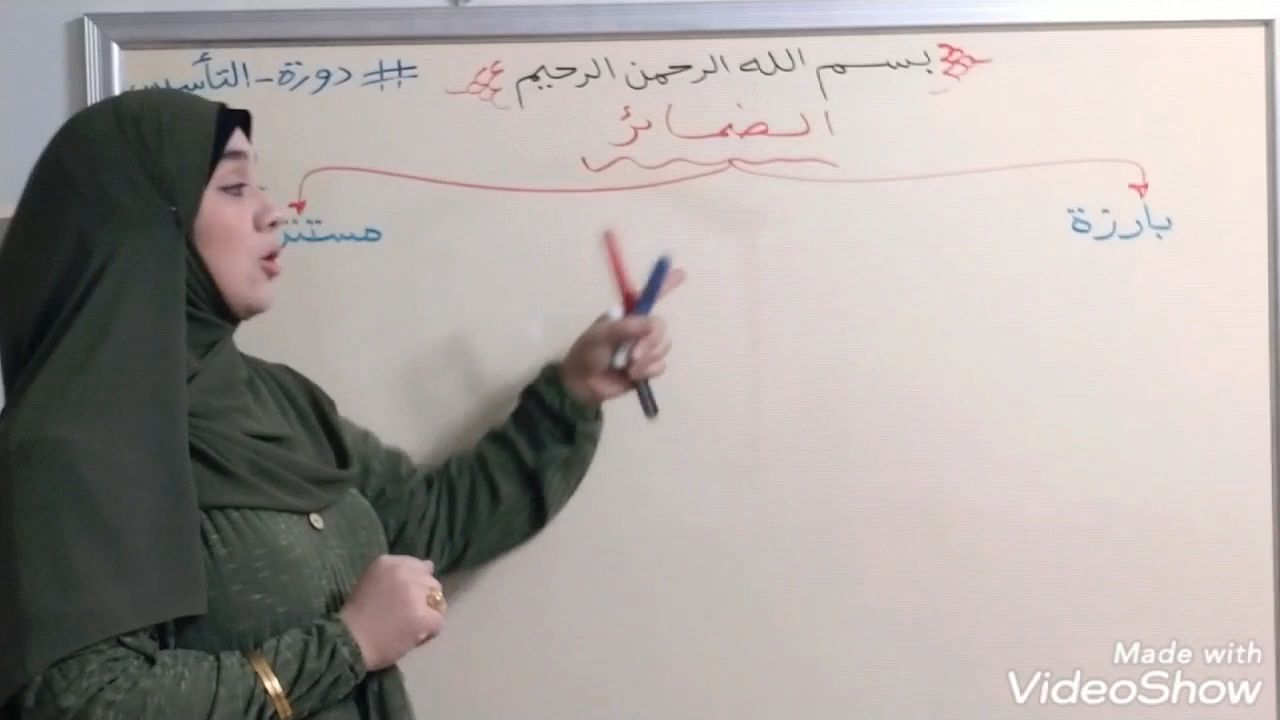 بسم الله الرحمن الرحيم
## دورة-التأسيس
الضمائر
بارزة
مستتر
Made with
VideoShow